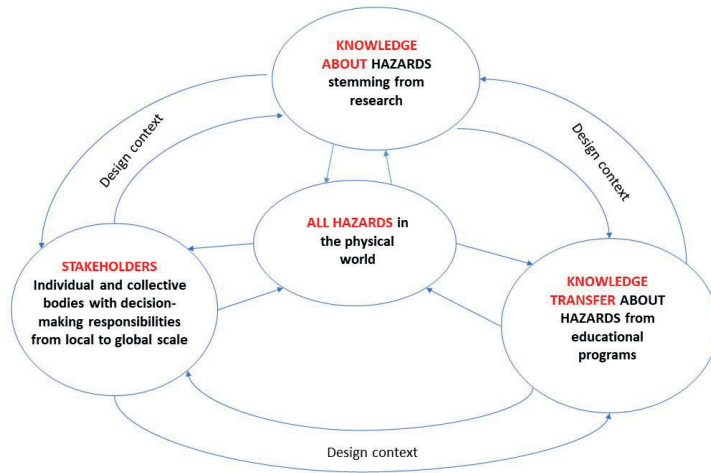 KNOWLEDGE
ABOUT HAZARDS
stemming from
research
Design context
Design context
ALL HAZARDS in
the physical
world
STAKEHOLDERS
Individual and collective
bodies with decision-
making responsibilities
from local to global scale
KNOWLEDGE
TRANSFER ABOUT
HAZARDS from
educational
programs
Design context